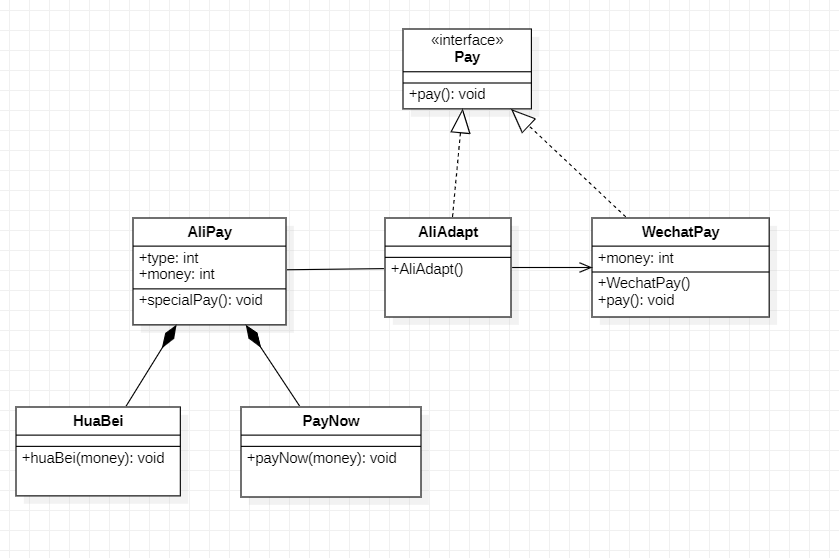 «interface»
Pay
+pay(): void
AliPay
+type: int
+money: int
+specialPay(): void
AliAdapt
+AliAdapt()
WechatPay
+money: int
+WechatPay()
+pay(): void
HuaBei
+huaBei(money): void
PayNow
+payNow(money): void